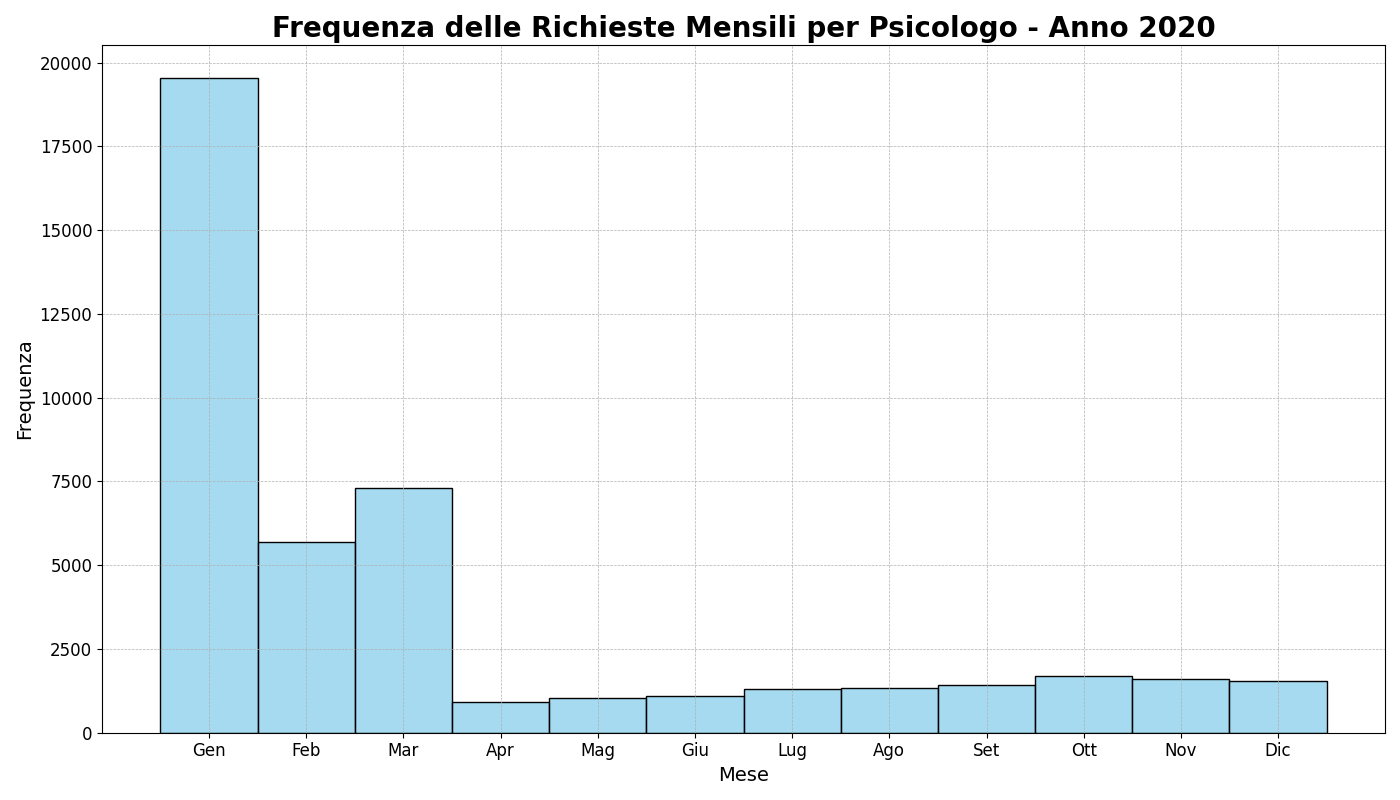 Frequenza delle Richieste Mensili per Psicologo - Anno 2020
Frequenza
20000
17500
15000
12500
10000
7500
5000
2500
0
Gen Feb Mar Apr Mag Giu Lug Ago Set Ott Nov Dic
Mese